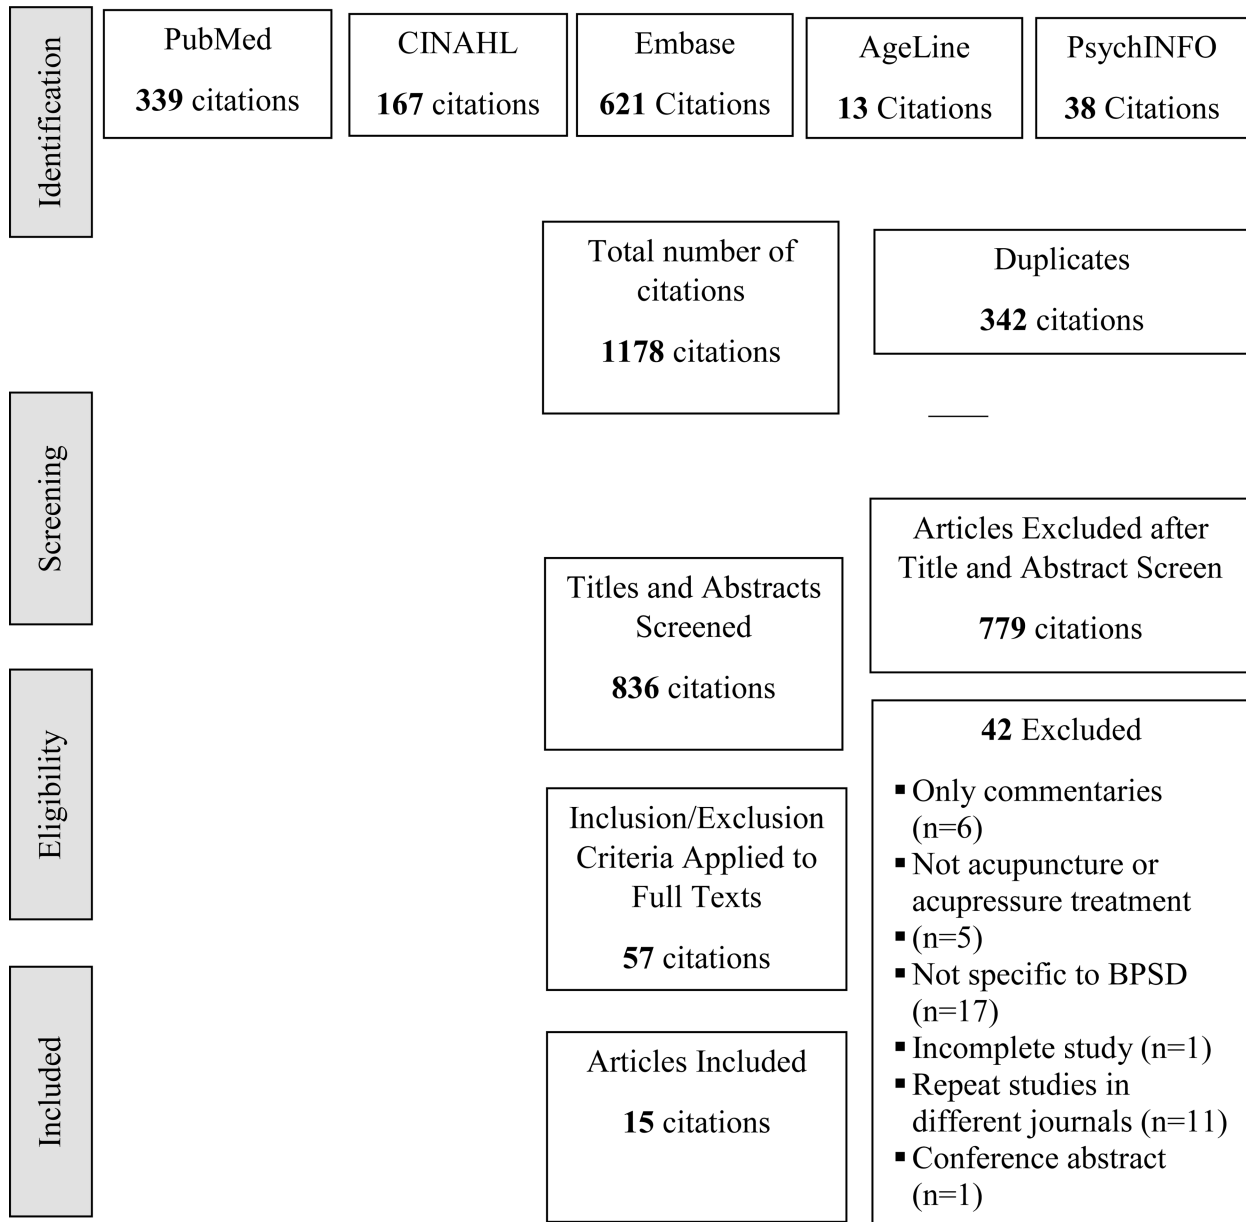 Identification
PubMed
339 citations
CINAHL
167 citations
Embase
621 Citations
AgeLine
13 Citations
PsychINFO
38 Citations
Total number of
citations
1178 citations
Duplicates
342 citations
Screening
Articles Excluded after
Title and Abstract Screen
779 citations
Titles and Abstracts
Screened
836 citations
Eligibility
Inclusion/Exclusion
Criteria Applied to
Full Texts
57 citations
42 Excluded
▪ Only commentaries
(n=6)
▪ Not acupuncture or
acupressure treatment
▪ (n=5)
▪ Not specific to BPSD
(n=17)
▪ Incomplete study (n=1)
▪ Repeat studies in
different journals (n=11)
▪ Conference abstract
(n=1)
Included
Articles Included
15 citations